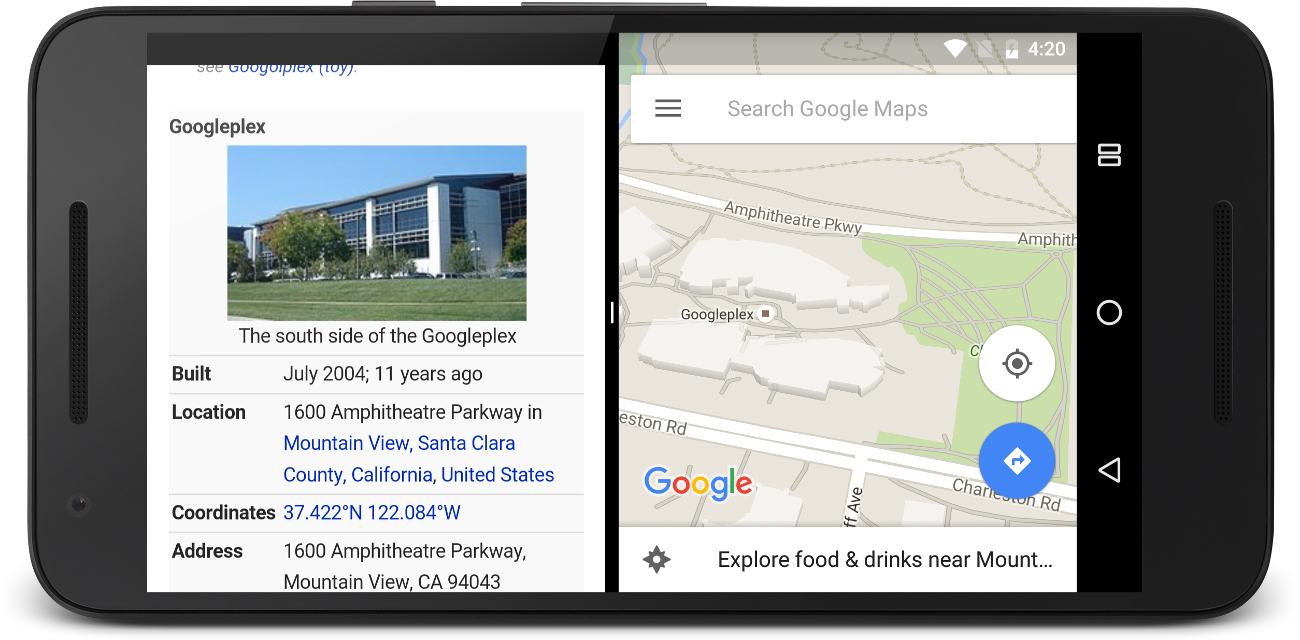 see Googolplex (toy).
Googleplex
The south side of the Googleplex
Built July 2004; 11 years ago
Location 1600 Amphitheatre Parkway in
Mountain View, Santa Clara
County, California, United States
Coordinates 37.422°N 122.084°W
Address 1600 Amphitheatre Parkway,
Mountain View, CA 94043
4:20
Search Google Maps
Amphitheatre Pkwy
Amphith
Googleplex
C
eston Rd
Google
Charleston Rd
ff Ave
Explore food & drinks near Mount...